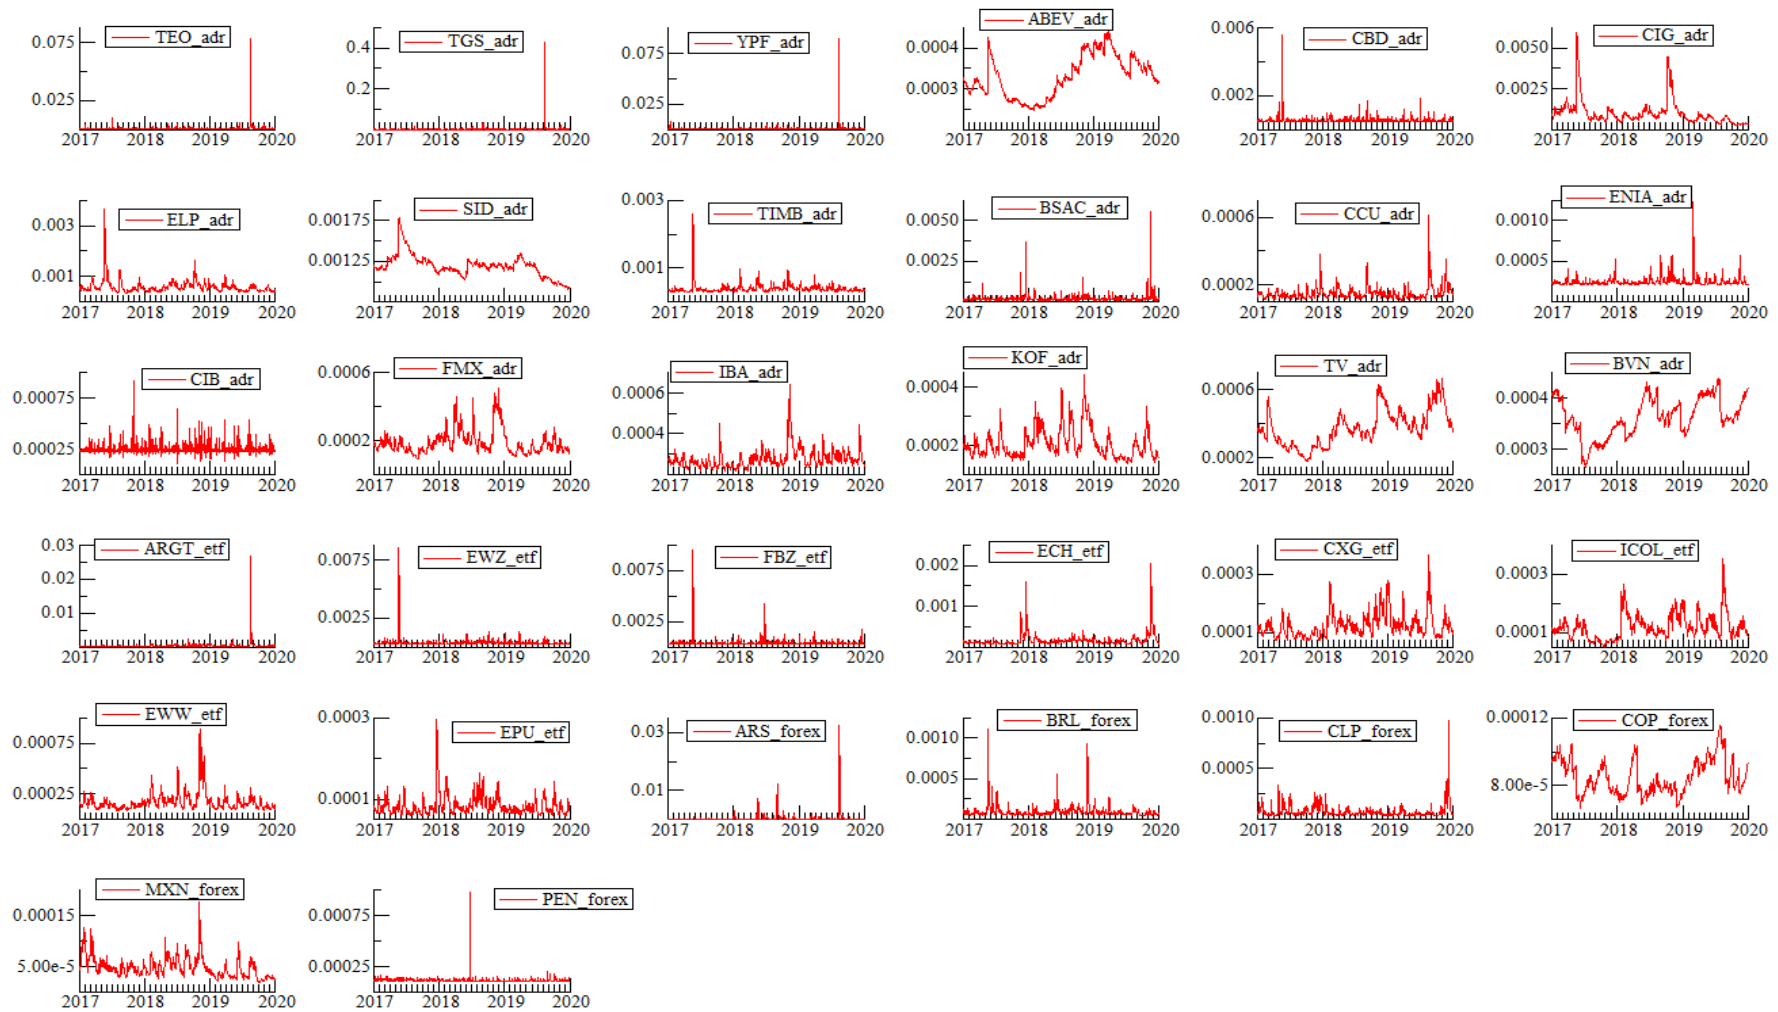 TEO_adr
0.075
0.025
2017 2018 2019 2020
TGS_adr
0.4
0.2
2017 2018 2019 2020
YPF_adr
0.075
0.025
2017 2018 2019 2020
ABEV_adr
0.0004
0.0003
2017 2018 2019 2020
CBD_adr
0.006
0.002
2017 2018 2019 2020
CIG_adr
0.0050
0.0025
2017 2018 2019 2020
ELP_adr
0.003
0.001
2017 2018 2019 2020
SID_adr
0.00175
0.00125
2017 2018 2019 2020
TIMB_adr
0.003
0.001
2017 2018 2019 2020
BSAC_adr
0.0050
0.0025
2017 2018 2019 2020
CCU_adr
0.0006
0.0002
2017 2018 2019 2020
ENIA_adr
0.0010
0.0005
2017 2018 2019 2020
CIB_adr
0.00075
0.00025
2017 2018 2019 2020
FMX_adr
0.0006
0.0002
2017 2018 2019 2020
IBA_adr
0.0006
0.0004
2017 2018 2019 2020
KOF_adr
0.0004
0.0002
2017 2018 2019 2020
TV_adr
0.0006
0.0002
2017 2018 2019 2020
BVN_adr
0.0004
0.0003
2017 2018 2019 2020
ARGT_etf
0.03
0.02
0.01
2017 2018 2019 2020
EWZ_etf
0.0075
0.0025
2017 2018 2019 2020
FBZ_etf
0.0075
0.0025
2017 2018 2019 2020
ECH_etf
0.002
0.001
2017 2018 2019 2020
CXG_etf
0.0003
0.0001
2017 2018 2019 2020
ICOL_etf
0.0003
0.0001
2017 2018 2019 2020
EWW_etf
0.00075
0.00025
2017 2018 2019 2020
EPU_etf
0.0003
0.0001
2017 2018 2019 2020
ARS_forex
0.03
0.01
2017 2018 2019 2020
BRL_forex
0.0010
0.0005
2017 2018 2019 2020
CLP_forex
0.0010
0.0005
2017 2018 2019 2020
COP_forex
0.00012
8.00e-5
2017 2018 2019 2020
MXN_forex
0.00015
5.00e-5
2017 2018 2019 2020
PEN_forex
0.00075
0.00025
2017 2018 2019 2020